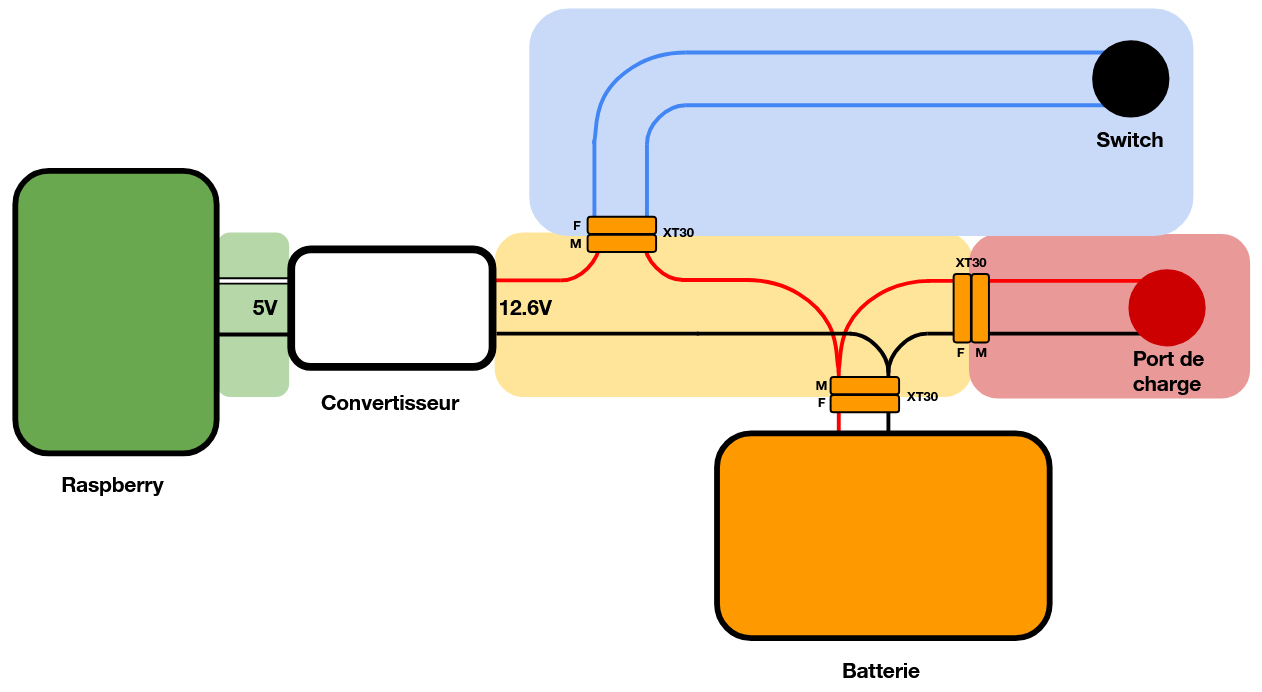 Switch
F
M
XT30
XT30
5V
12.6V
F M
Port de
charge
M
F
XT30
Convertisseur
Raspberry
Batterie